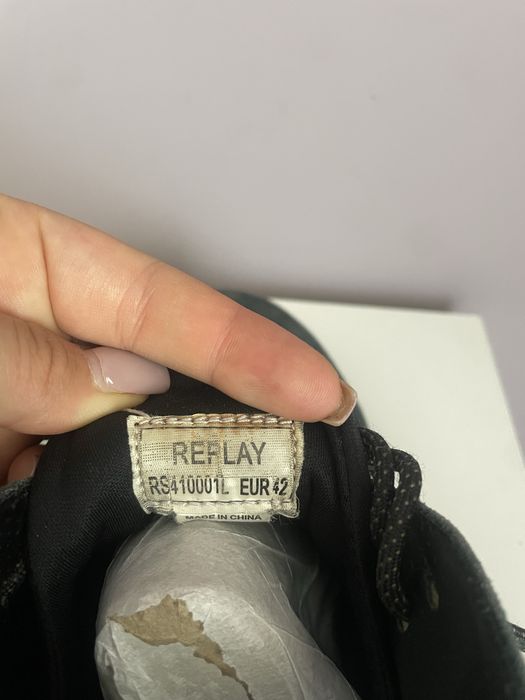 REPLAY
RS410001L EUR 42
MADE IN CHINA